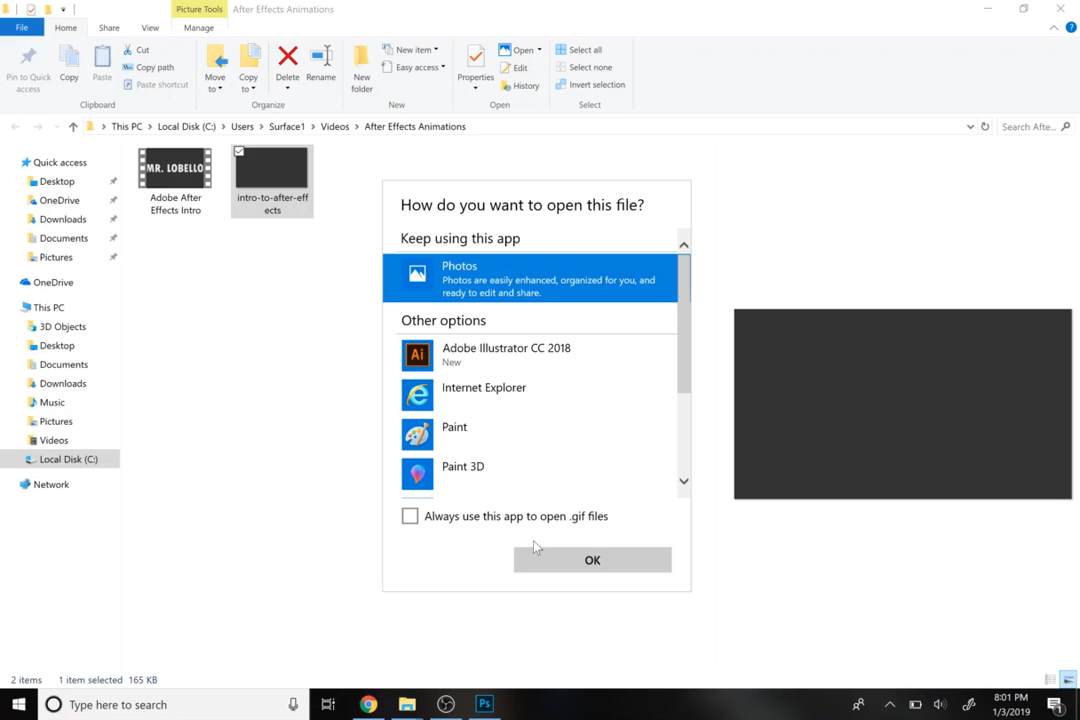 Picture Tools
After Effects Animations
File
Home
Share
View
Manage
Pin to Quick
access
Copy
Paste
Cut
Copy path
Paste shortcut
Clipboard
Move
to
Copy
to
Delete
Rename
Organize
New
folder
New item
Easy access
New
Properties
Open
Edit
History
Open
Select all
Select none
Invert selection
Select
This PC
Local Disk (C:)
Users
Surface1
Videos
After Effects Animations
Search Afte...
Quick access
Desktop
OneDrive
Downloads
Documents
Pictures
OneDrive
This PC
3D Objects
Desktop
Documents
Downloads
Music
Pictures
Videos
Local Disk (C:)
Network
MR. LOBELLO
Adobe After
Effects Intro
intro-to-after-eff
ects
How do you want to open this file?
Keep using this app
Photos
Photos are easily enhanced, organized for you, and
ready to edit and share.
Other options
Ai
Adobe Illustrator CC 2018
New
Internet Explorer
Paint
Paint 3D
Always use this app to open .gif files
OK
2 items
1 item selected 165 KB
Type here to search
Ps
8:01 PM
1/3/2019
1